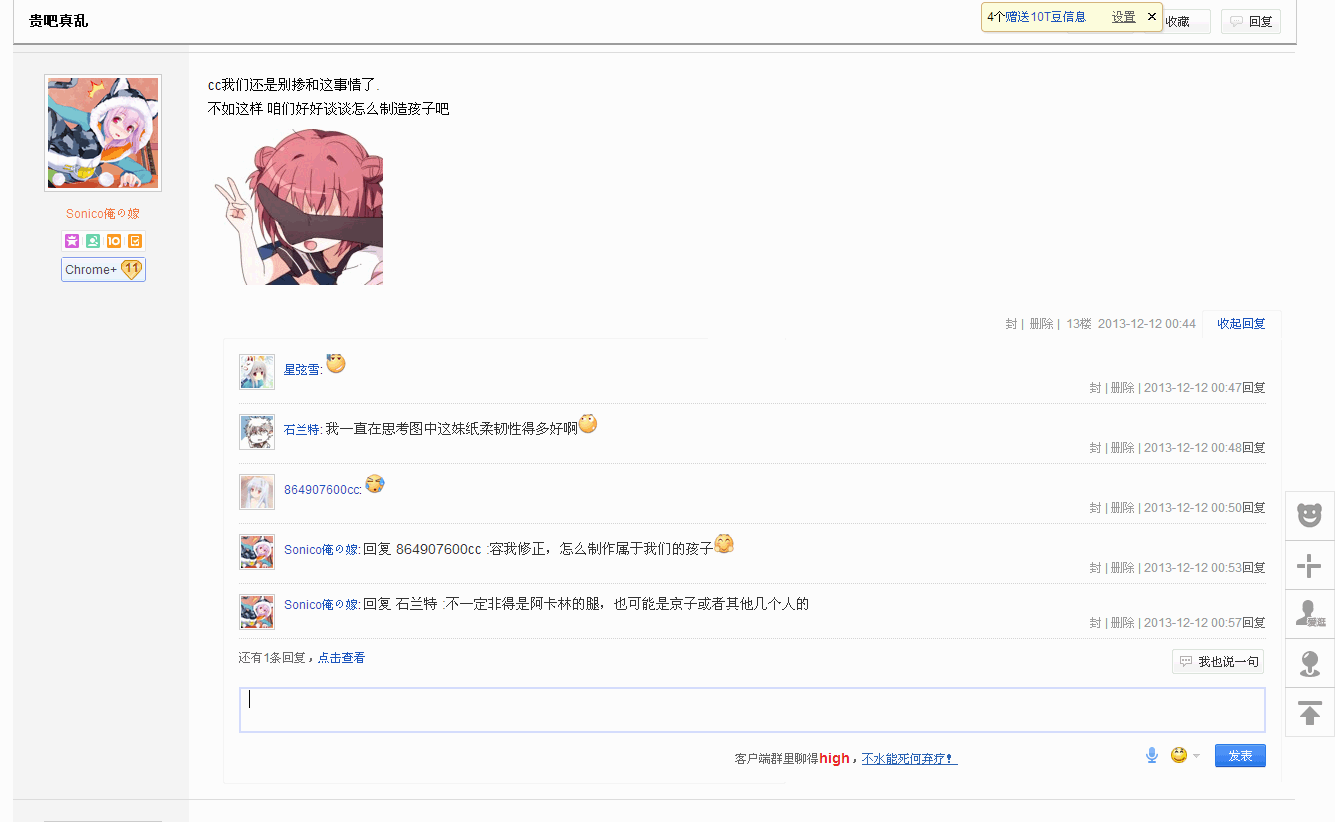 贵吧真乱
4个赠送10T豆信息 设置 ×
收藏
回复
cc我们还是别掺和这事情了.
不如这样 咱们好好谈谈怎么制造孩子吧
Sonico俺の嫁
Chrome+ 11
封 | 删除 | 13楼 2013-12-12 00:44 收起回复
星弦雪:
封 | 删除 | 2013-12-12 00:47回复
石兰特: 我一直在思考图中这妹纸柔韧性得多好啊
封 | 删除 | 2013-12-12 00:48回复
864907600cc:
封 | 删除 | 2013-12-12 00:50回复
Sonico俺の嫁: 回复 864907600cc :容我修正，怎么制作属于我们的孩子
封 | 删除 | 2013-12-12 00:53回复
Sonico俺の嫁: 回复 石兰特 :不一定非得是阿卡林的腿，也可能是京子或者其他几个人的
封 | 删除 | 2013-12-12 00:57回复
还有1条回复，点击查看
我也说一句
客户端群里聊得high，不水能死何弃疗！
发表
爱逛